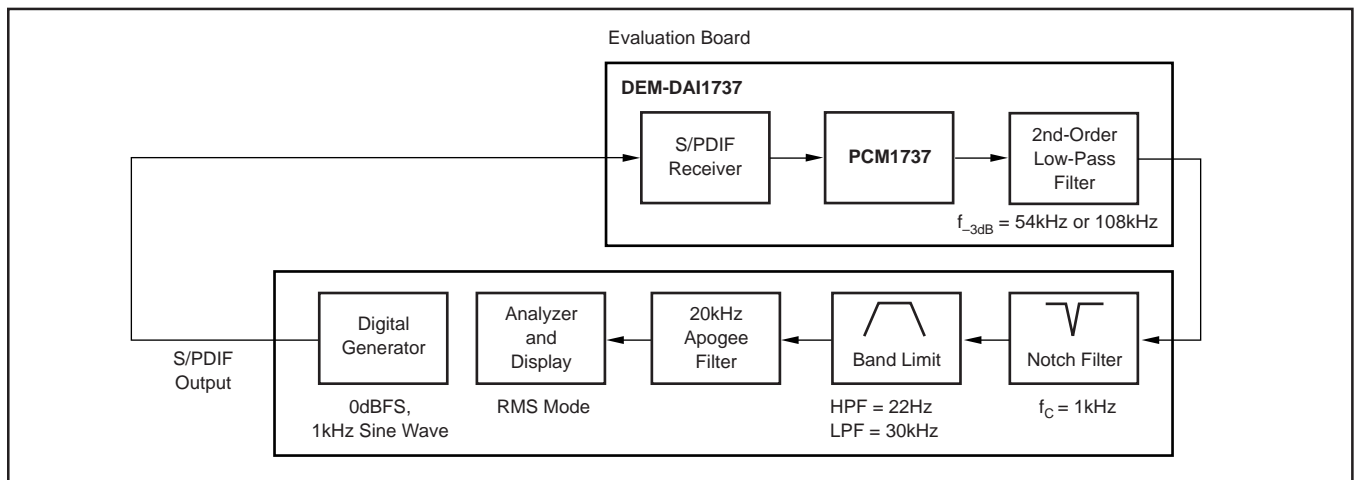 Evaluation Board
DEM-DAI1737
S/PDIF
Receiver
PCM1737
2nd-Order
Low-Pass
Filter
f–3dB = 54kHz or 108kHz
Digital
Generator
Analyzer
and
Display
20kHz
Apogee
Filter
Band Limit
Notch Filter
S/PDIF
Output
0dBFS,
1kHz Sine Wave
RMS Mode
HPF = 22Hz
LPF = 30kHz
fC = 1kHz